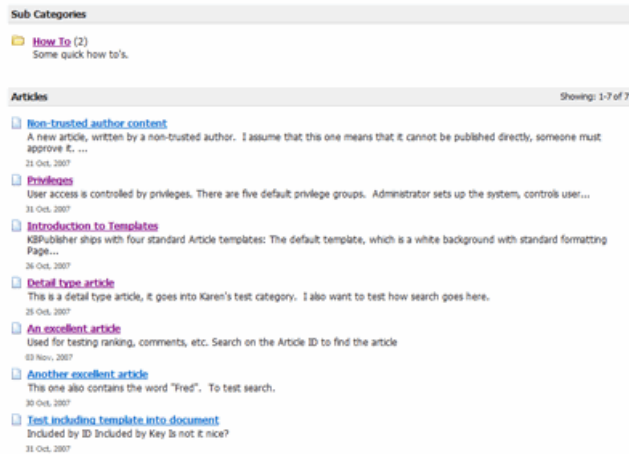 Sub Categories
How To (2)
Some quick how to's.
Articles
Showing: 1-7 of 7
Non-trusted author content
A new article, written by a non-trusted author. I assume that this one means that it cannot be published directly, someone must
approve it. ...
21 Oct, 2007
Privileges
User access is controlled by privileges. There are five default privilege groups. Administrator sets up the system, controls user...
31 Oct, 2007
Introduction to Templates
KBPublisher ships with four standard Article templates: The default template, which is a white background with standard formatting
Page...
26 Oct, 2007
Detail type article
This is a detail type article, it goes into Karen's test category. I also want to test how search goes here.
25 Oct, 2007
An excellent article
Used for testing ranking, comments, etc. Search on the Article ID to find the article
03 Nov, 2007
Another excellent article
This one also contains the word "Fred". To test search.
30 Oct, 2007
Test including template into document
Included by ID Included by Key Is not it nice?
31 Oct, 2007